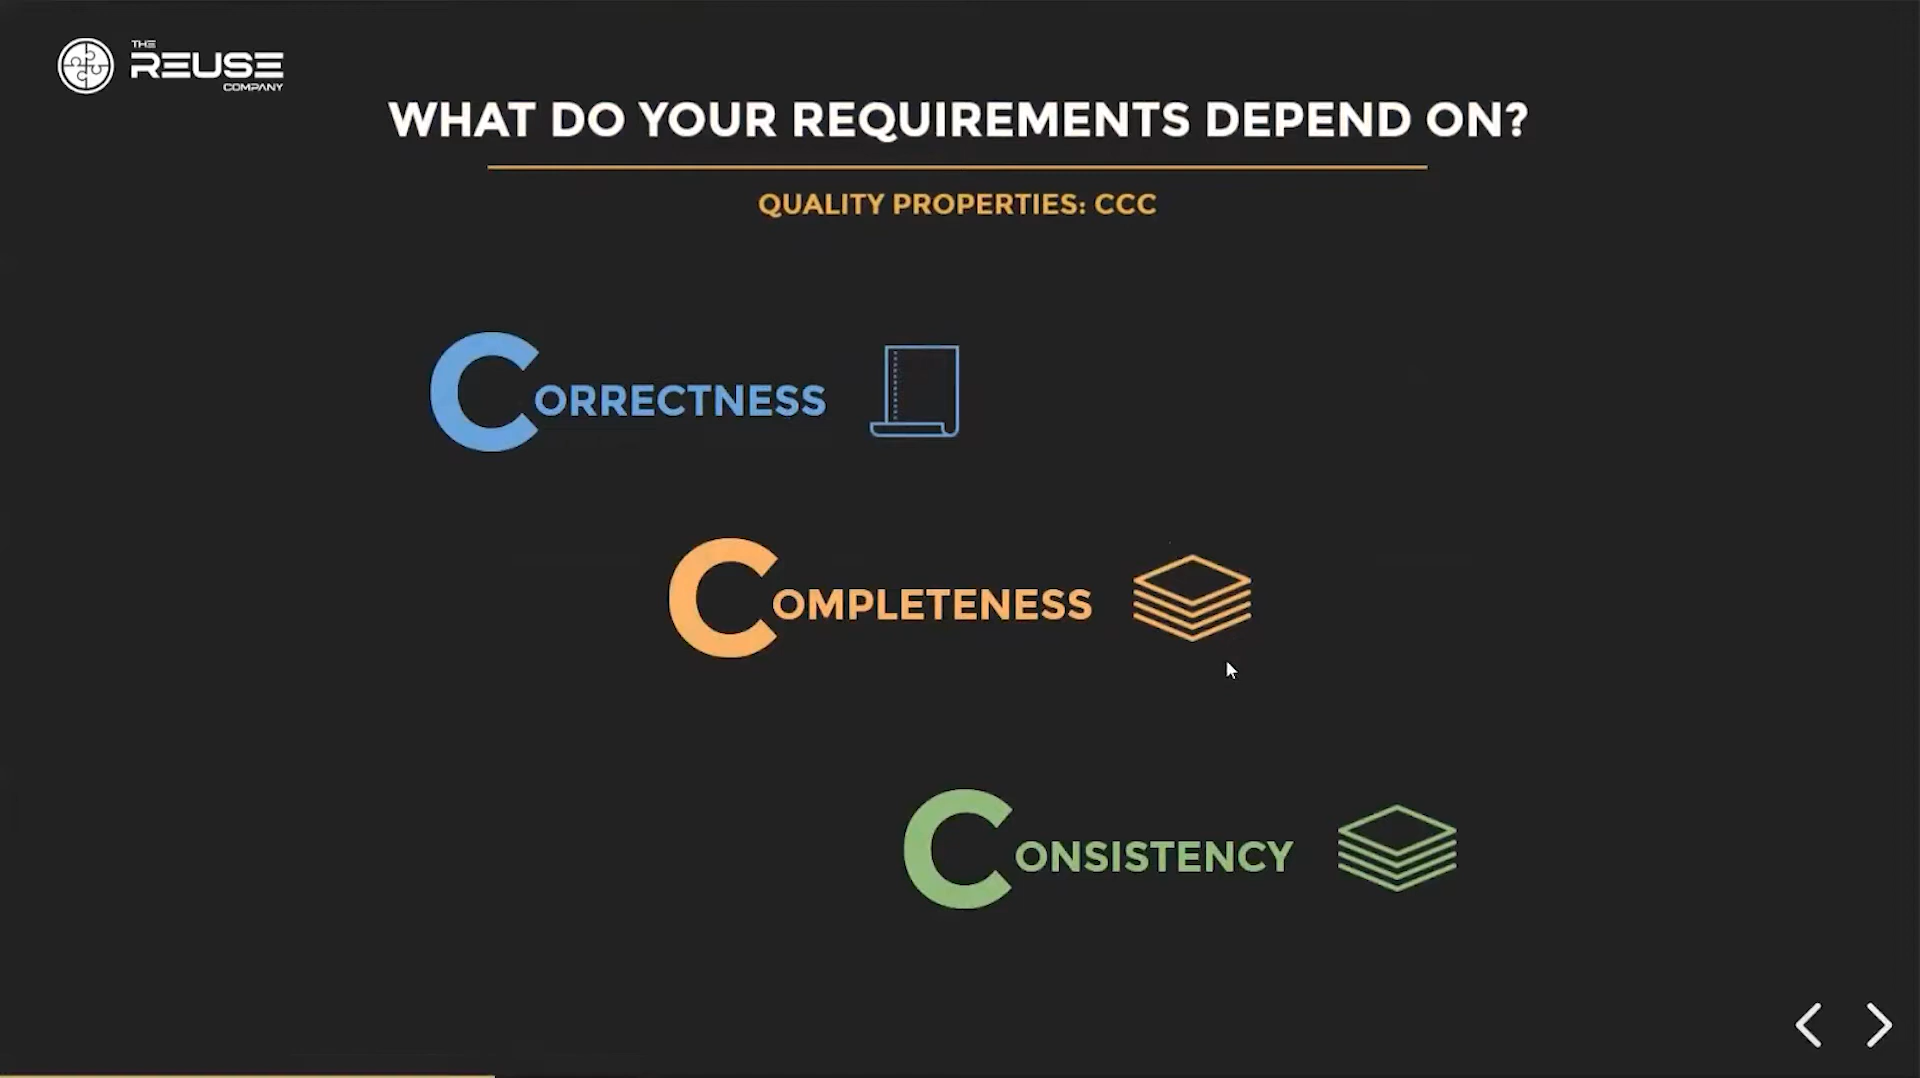 THE
REUSE
COMPANY
WHAT DO YOUR REQUIREMENTS DEPEND ON?
QUALITY PROPERTIES: CCC
CORRECTNESS
COMPLETENESS
CONSISTENCY